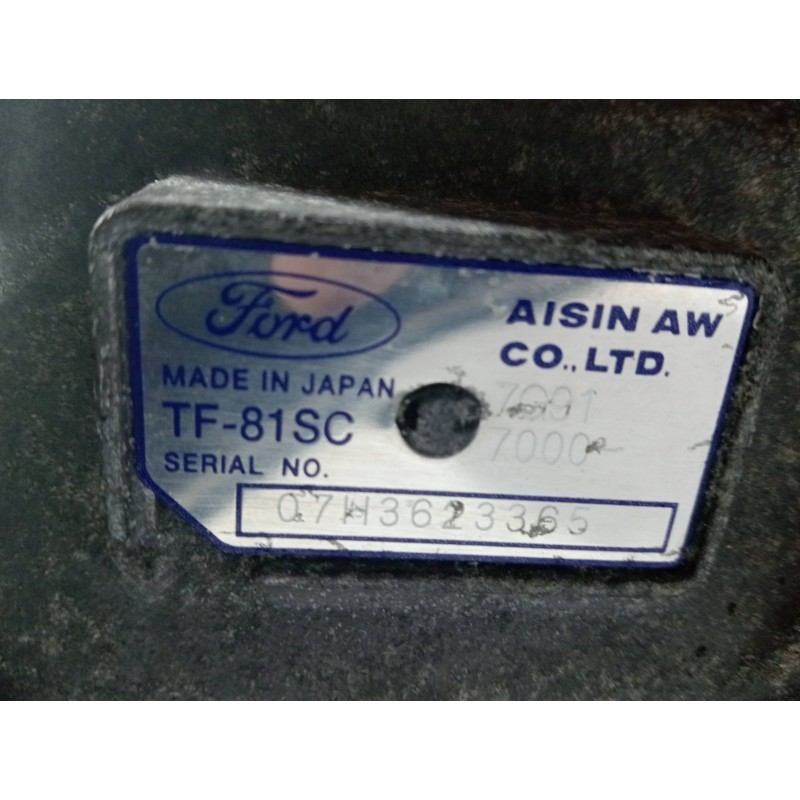 Ford
AISIN AW
CO., LTD.
MADE IN JAPAN
TF-81SC
7000
SERIAL NO.
07H3623365